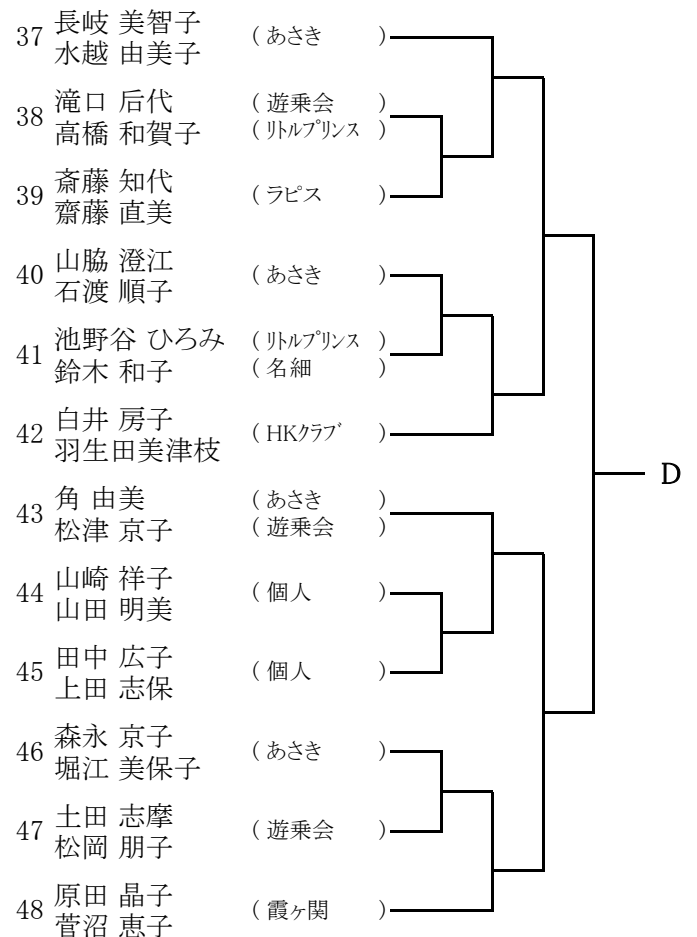 37 長岐 美智子 (あさき )
水越 由美子
38 滝口 后代 (遊乗会 )
高橋 和賀子 (ﾘﾄﾙﾌﾟﾘﾝｽ )
39 斎藤 知代 (ラピス )
齋藤 直美
40 山脇 澄江 (あさき )
石渡 順子
41 池野谷 ひろみ (ﾘﾄﾙﾌﾟﾘﾝｽ )
鈴木 和子 (名細 )
42 白井 房子 (HKｸﾗﾌﾞ )
羽生田美津枝
43 角 由美 (あさき )
松津 京子 (遊乗会 )
44 山崎 祥子 (個人 )
山田 明美
45 田中 広子 (個人 )
上田 志保
46 森永 京子 (あさき )
堀江 美保子
47 土田 志摩 (遊乗会 )
松岡 朋子
48 原田 晶子 (霞ヶ関 )
菅沼 恵子
D